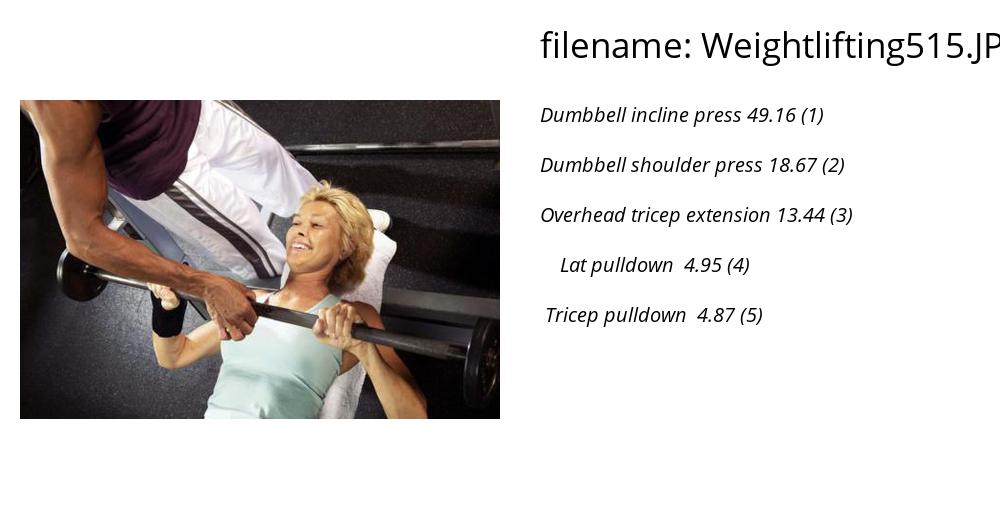 filename: Weightlifting515.JP
Dumbbell incline press 49.16 (1)
Dumbbell shoulder press 18.67 (2)
Overhead tricep extension 13.44 (3)
Lat pulldown 4.95 (4)
Tricep pulldown 4.87 (5)